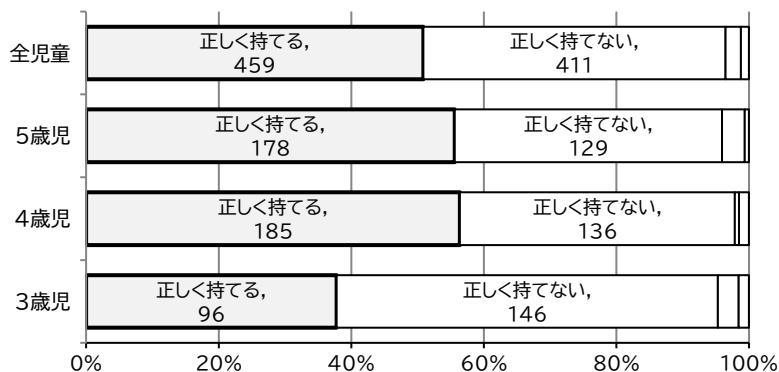 全児童
正しく持てる,
459
正しく持てない,
411
5歳児
正しく持てる,
178
正しく持てない,
129
4歳児
正しく持てる,
185
正しく持てない,
136
3歳児
正しく持てる,
96
正しく持てない,
146
0%
20%
40%
60%
80%
100%